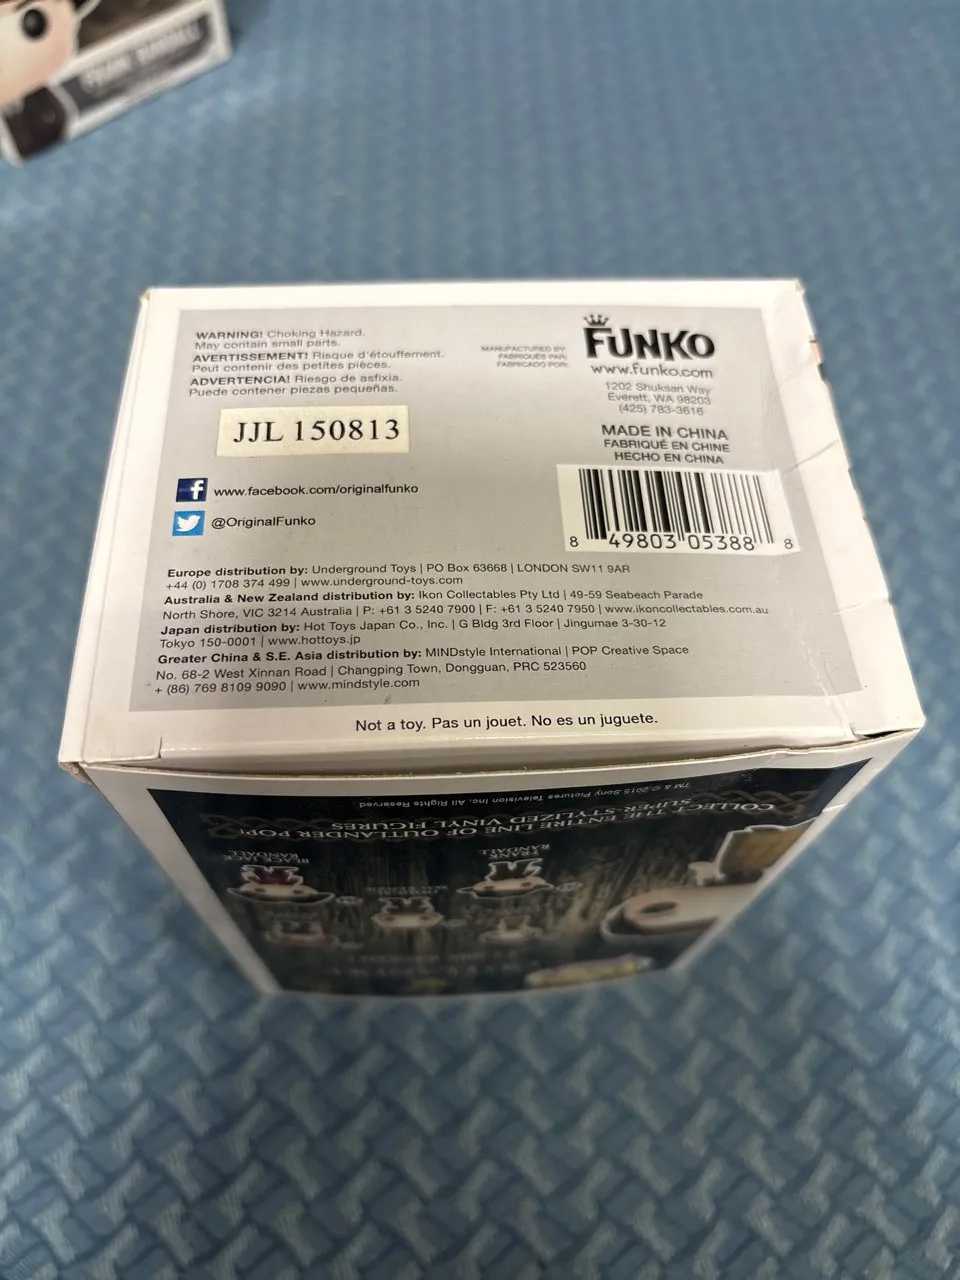 FRANK RANDALL
WARNING! Choking Hazard.
May contain small parts.
AVERTISSEMENT! Risque d'étouffement.
Peut contenir des petites pièces.
ADVERTENCIA! Riesgo de asfixia.
Puede contener piezas pequeñas.
JJL 150813
www.facebook.com/originalfunko
@OriginalFunko
MANUFACTURED BY:
FABRIQUÉS PAR:
FABRICADO POR:
FUNKO
www.funko.com
1202 Shuksan Way
Everett, WA 98203
(425) 783-3616
MADE IN CHINA
FABRIQUÉ EN CHINE
HECHO EN CHINA
8 49803 05388 8
Europe distribution by: Underground Toys | PO Box 63668 | LONDON SW11 9AR
+44 (0) 1708 374 499 | www.underground-toys.com
Australia & New Zealand distribution by: Ikon Collectables Pty Ltd | 49-59 Seabeach Parade
North Shore, VIC 3214 Australia | P: +61 3 5240 7900 | F: +61 3 5240 7950 | www.ikoncollectables.com.au
Japan distribution by: Hot Toys Japan Co., Inc. | G Bldg 3rd Floor | Jingumae 3-30-12
Tokyo 150-0001 | www.hottoys.jp
Greater China & S.E. Asia distribution by: MINDstyle International | POP Creative Space
No. 68-2 West Xinnan Road | Changping Town, Dongguan, PRC 523560
+ (86) 769 8109 9090 | www.mindstyle.com
Not a toy. Pas un jouet. No es un juguete.
TM & © 2015 Sony Pictures Television Inc. All Rights Reserved
COLLECT THE ENTIRE LINE OF OUTLANDER POP!
SUPER-STYLIZED VINYL FIGURES
FRANK
RANDALL
BLACK JACK
RANDALL